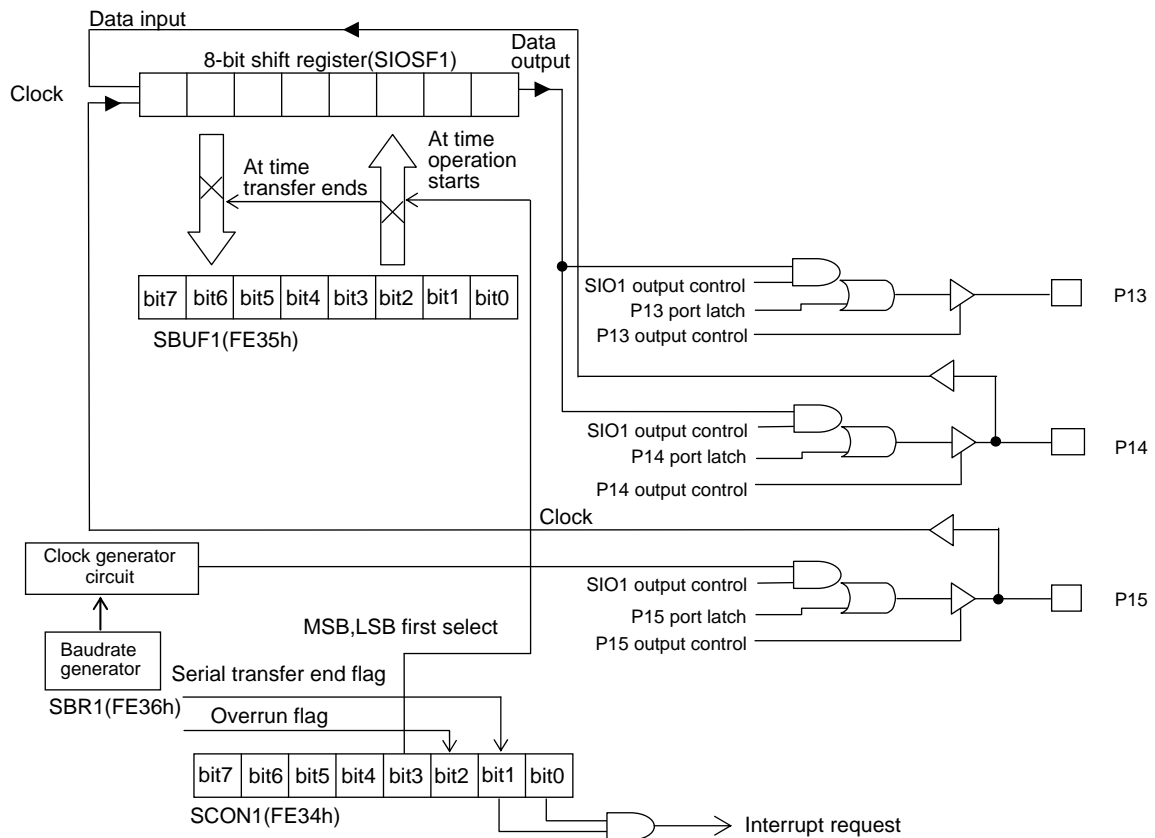 Data input
8-bit shift register(SIOSF1)
Data
output
Clock
At time
transfer ends
At time
operation
starts
bit7 bit6 bit5 bit4 bit3 bit2 bit1 bit0
SBUF1(FE35h)
SIO1 output control
P13 port latch
P13 output control
P13
SIO1 output control
P14 port latch
P14 output control
P14
Clock
Clock generator
circuit
SIO1 output control
P15 port latch
P15 output control
P15
MSB,LSB first select
Baudrate
generator
SBR1(FE36h)
Serial transfer end flag
Overrun flag
bit7 bit6 bit5 bit4 bit3 bit2 bit1 bit0
SCON1(FE34h)
Interrupt request